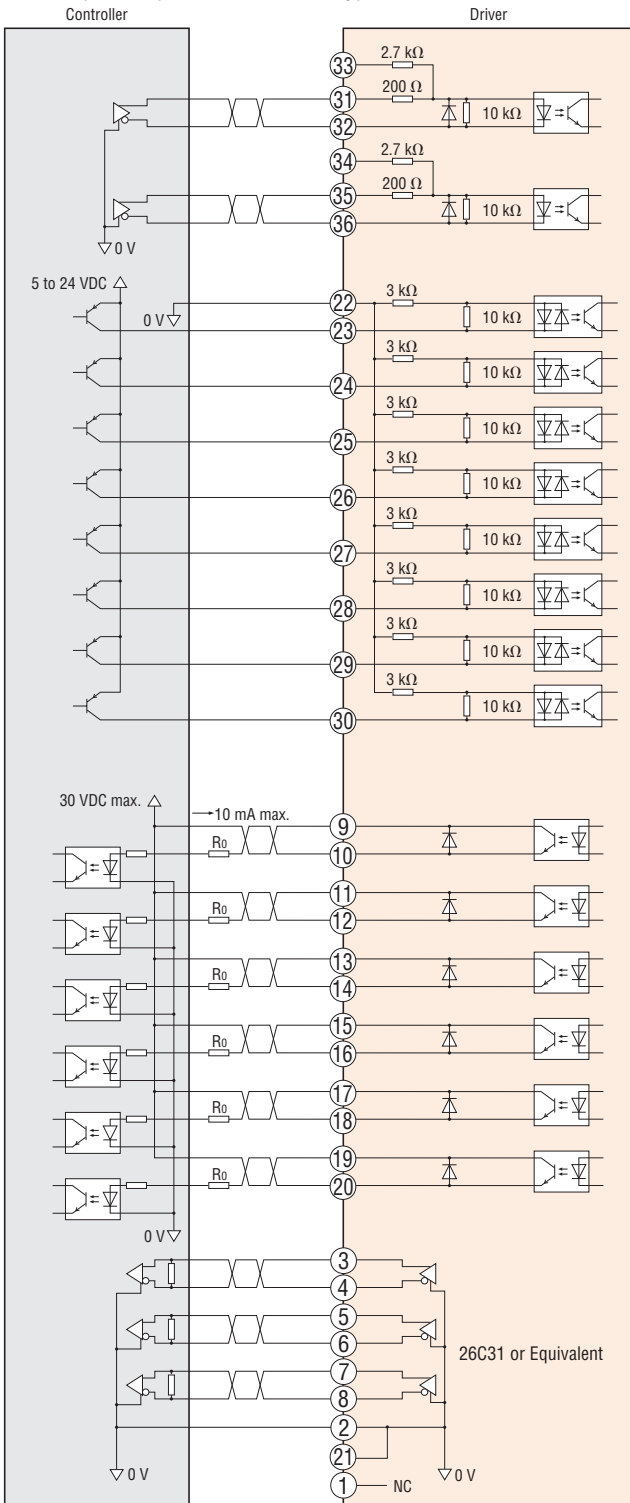 Controller Driver
33 2.7 kΩ
31 200 Ω
32 10 kΩ
34 2.7 kΩ
35 200 Ω
36 10 kΩ
0 V
5 to 24 VDC
0 V 22 3 kΩ
23 10 kΩ
3 kΩ
24 10 kΩ
3 kΩ
25 10 kΩ
3 kΩ
26 10 kΩ
3 kΩ
27 10 kΩ
3 kΩ
28 10 kΩ
3 kΩ
29 10 kΩ
3 kΩ
30 10 kΩ
30 VDC max.
10 mA max.
9
R0 10
11
R0 12
13
R0 14
15
R0 16
17
R0 18
19
R0 20
0 V
3
4
5
6
26C31 or Equivalent
7
8
2
21
0 V 0 V
1 NC